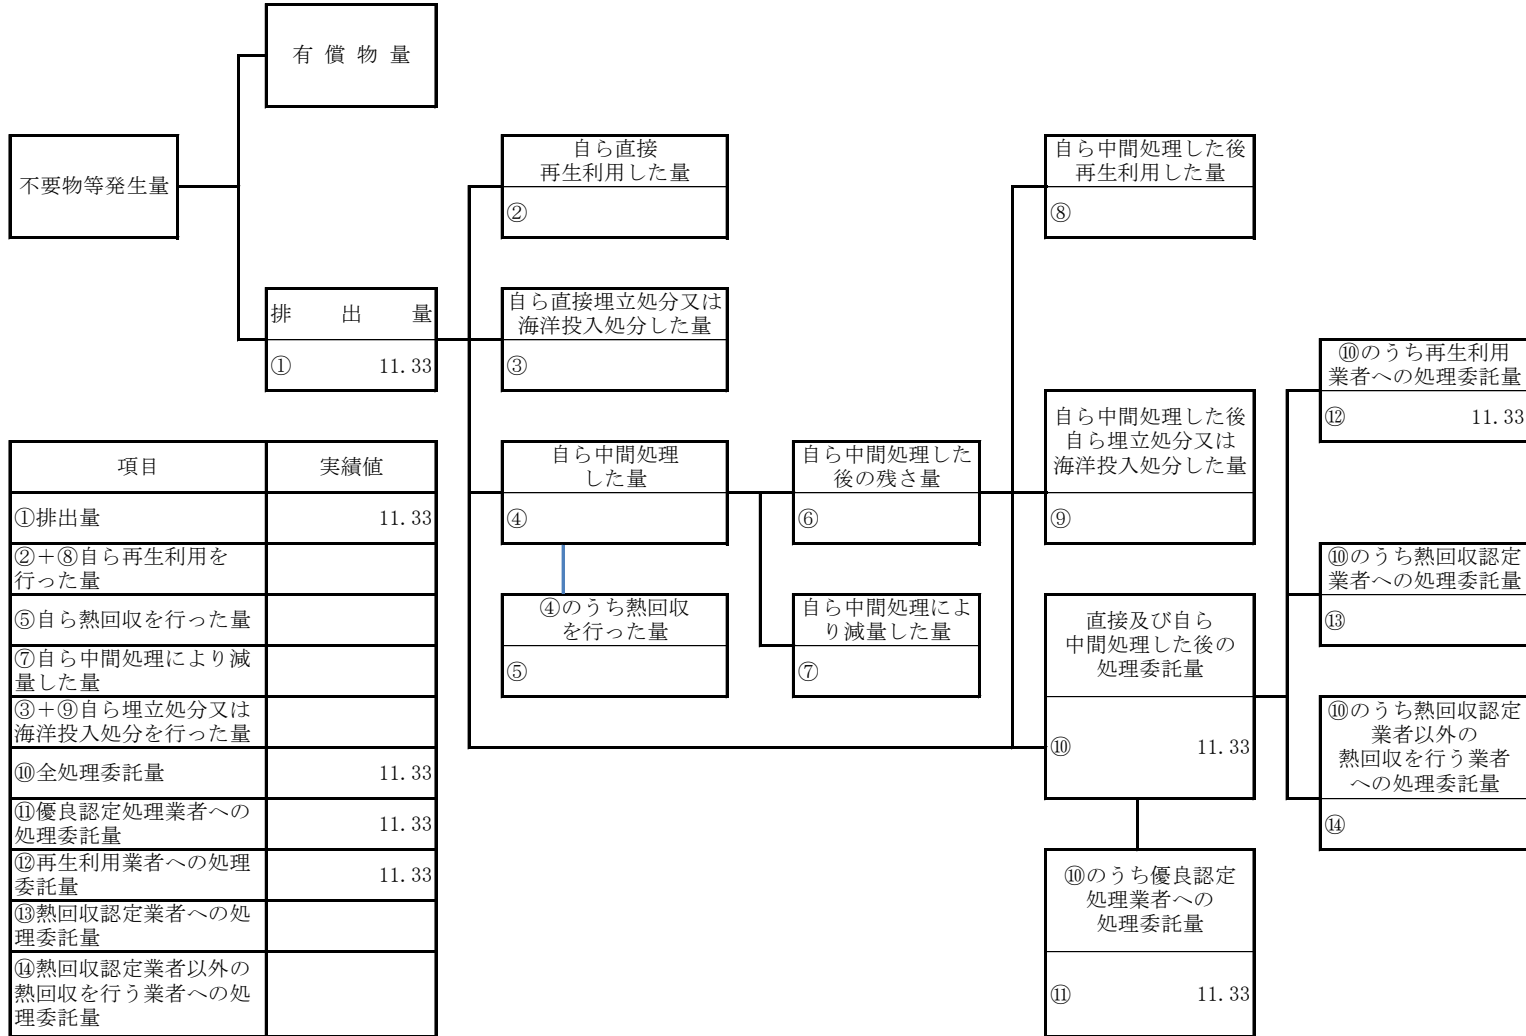 有 償 物 量
不要物等発生量
自ら直接
再生利用した量
②
自ら中間処理した後
再生利用した量
⑧
排 出 量
① 11.33
自ら直接埋立処分又は
海洋投入処分した量
③
⑩のうち再生利用
業者への処理委託量
⑫ 11.33
自ら中間処理した後
自ら埋立処分又は
海洋投入処分した量
⑨
自ら中間処理
した量
④
自ら中間処理した
後の残さ量
⑥
⑩のうち熱回収認定
業者への処理委託量
⑬
④のうち熱回収
を行った量
⑤
自ら中間処理によ
り減量した量
⑦
直接及び自ら
中間処理した後の
処理委託量
⑩ 11.33
⑩のうち熱回収認定
業者以外の
熱回収を行う業者
への処理委託量
⑭
⑩のうち優良認定
処理業者への
処理委託量
⑪ 11.33
項目 実績値
①排出量 11.33
②+⑧自ら再生利用を
行った量
⑤自ら熱回収を行った量
⑦自ら中間処理により減
量した量
③+⑨自ら埋立処分又は
海洋投入処分を行った量
⑩全処理委託量 11.33
⑪優良認定処理業者への
処理委託量 11.33
⑫再生利用業者への処理
委託量 11.33
⑬熱回収認定業者への処
理委託量
⑭熱回収認定業者以外の
熱回収を行う業者への処
理委託量